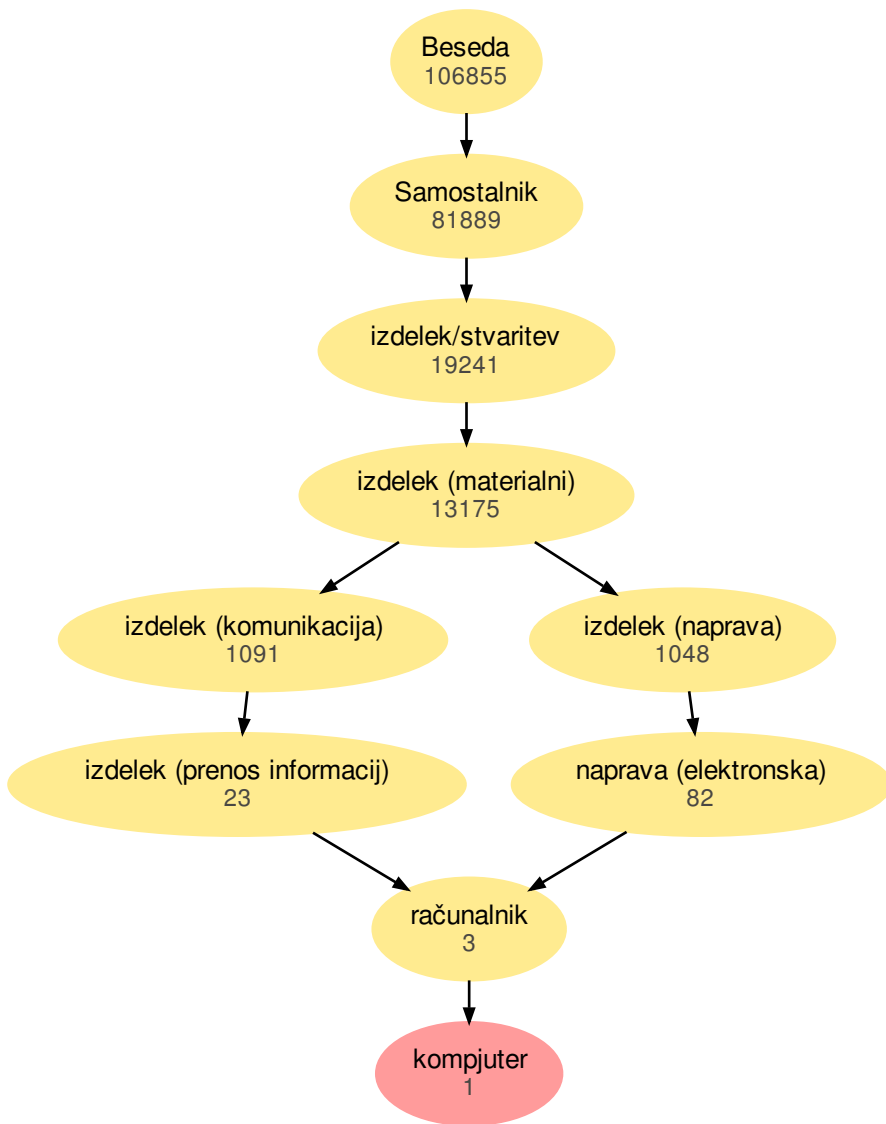 Beseda
106855
Samostalnik
81889
izdelek/stvaritev
19241
izdelek (materialni)
13175
izdelek (komunikacija)
1091
izdelek (naprava)
1048
izdelek (prenos informacij)
23
naprava (elektronska)
82
računalnik
3
kompjuter
1